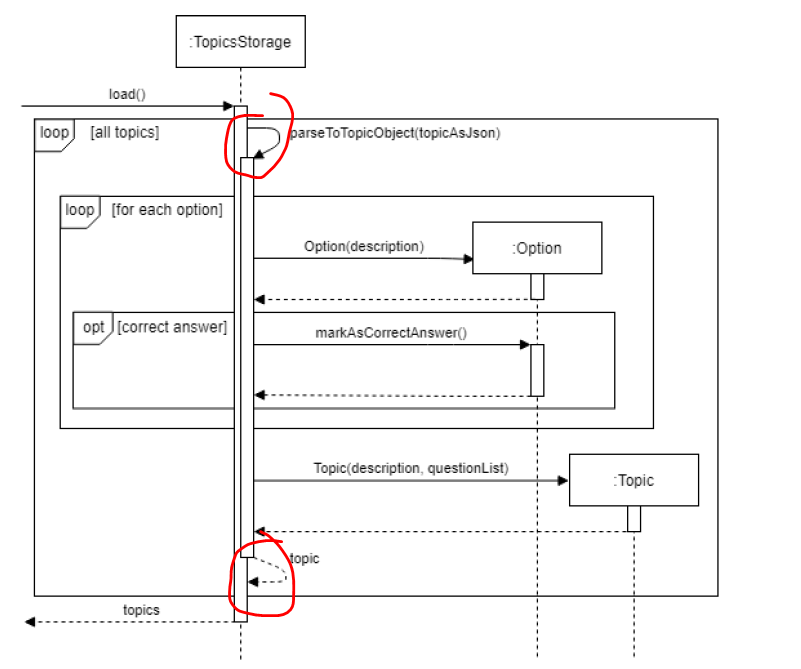 :TopicsStorage
load()
loop [all topics]
parseToTopicObject(topicAsJson)
loop [for each option]
Option(description)
:Option
opt [correct answer]
markAsCorrectAnswer()
Topic(description, questionList)
:Topic
topic
topics